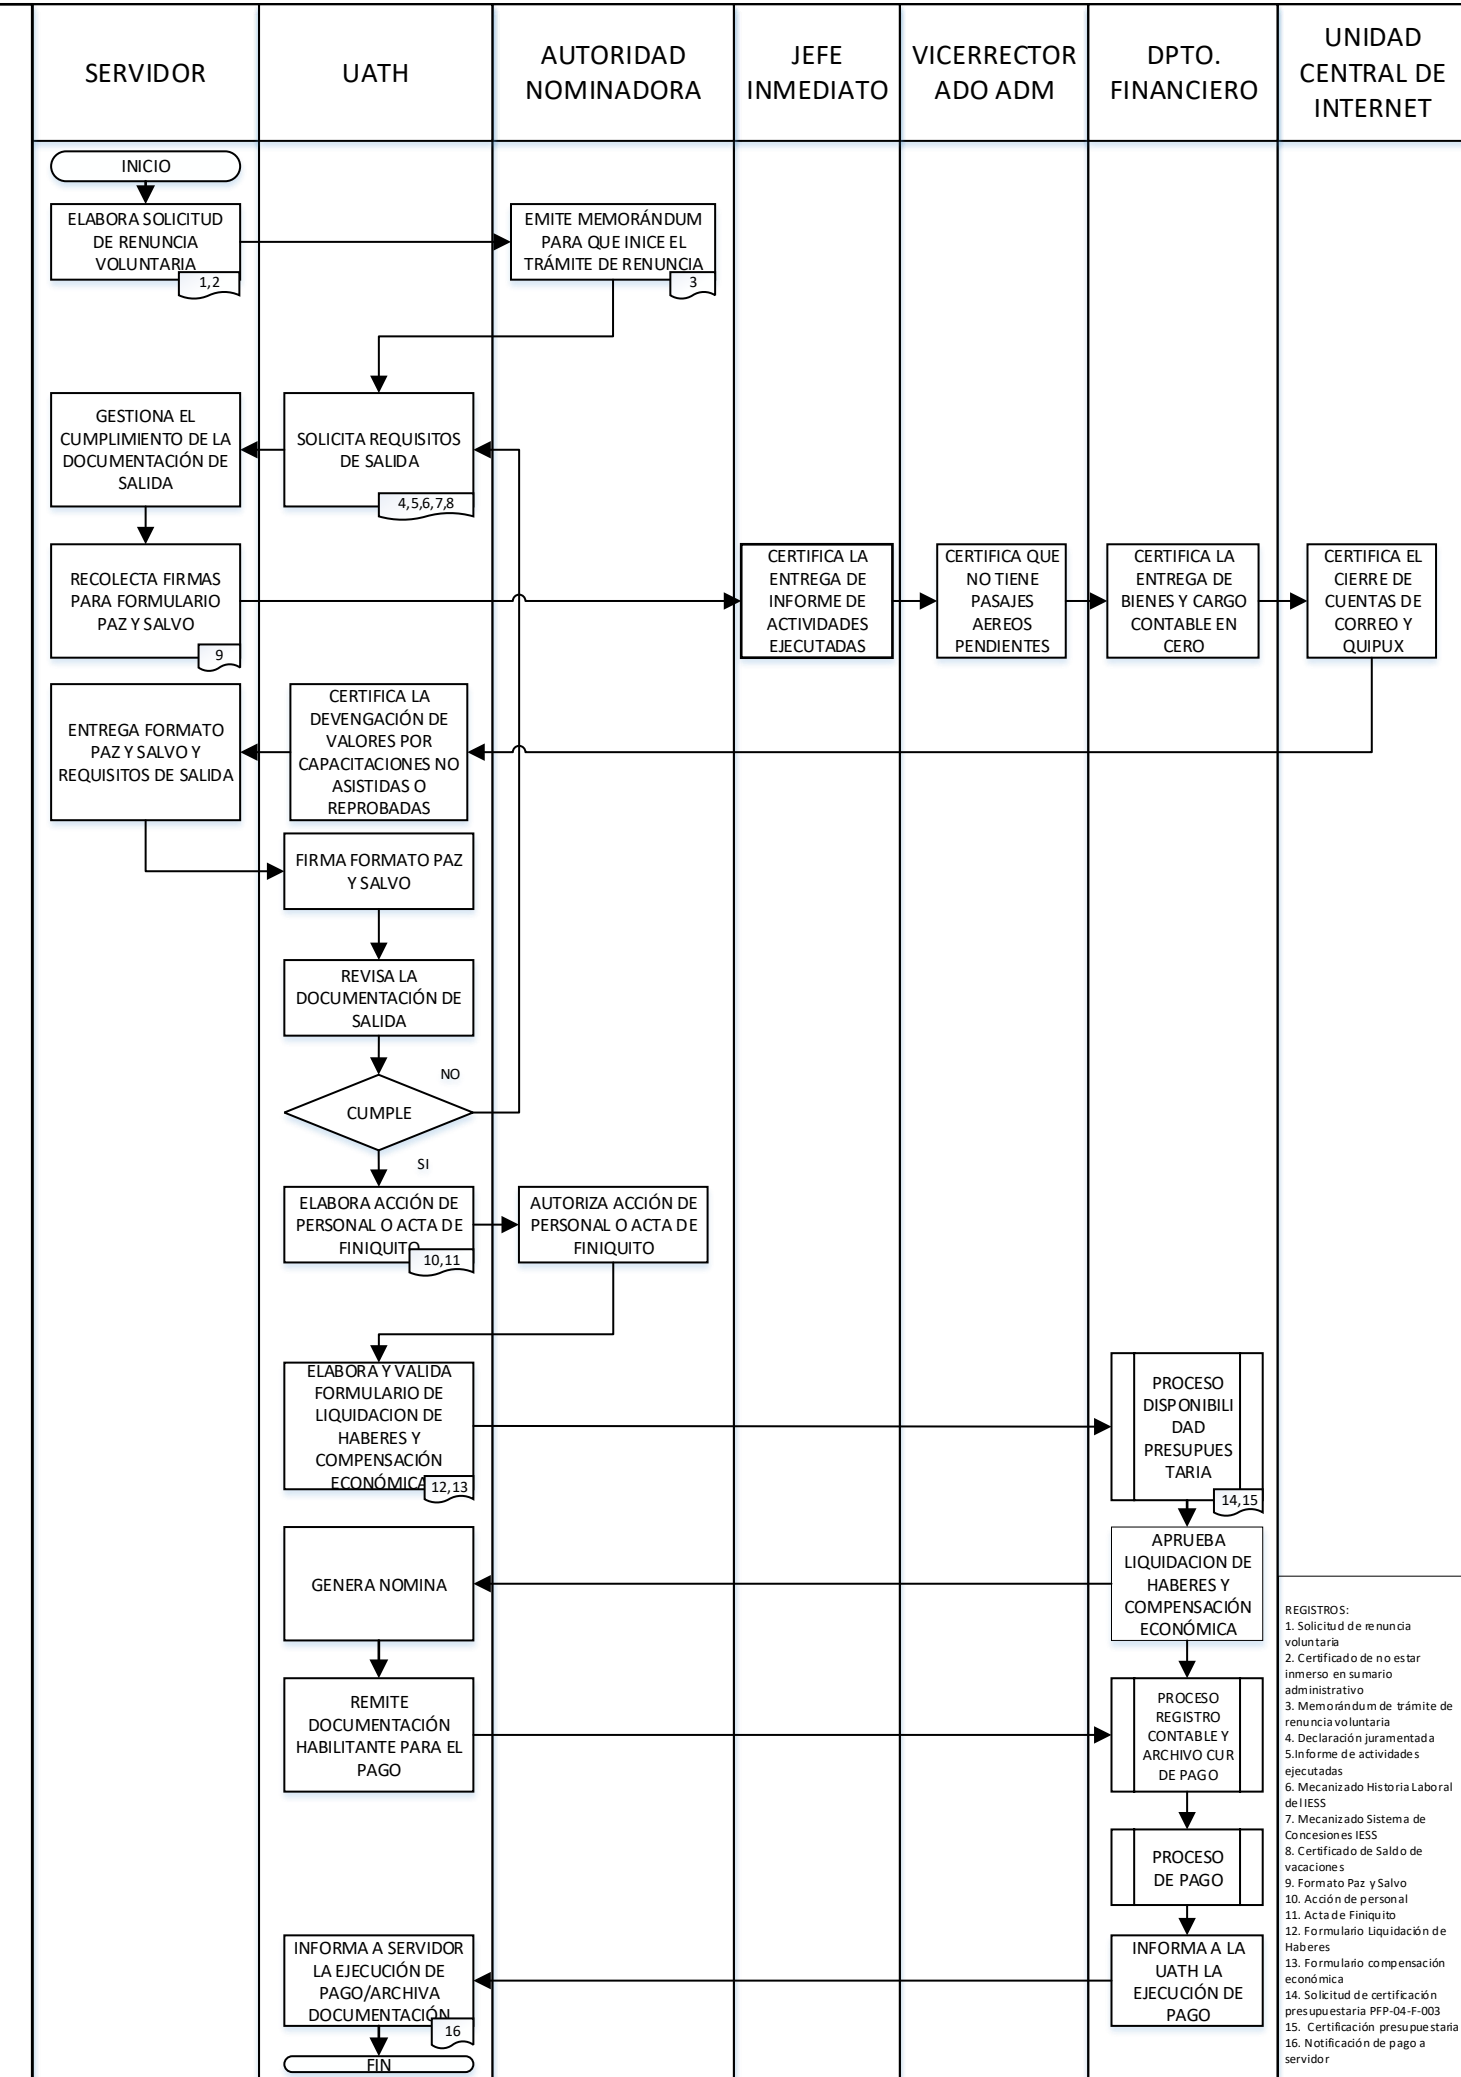 SERVIDOR
UATH
AUTORIDAD
NOMINADORA
JEFE
INMEDIATO
VICERRECTOR
ADO ADM
DPTO.
FINANCIERO
UNIDAD
CENTRAL DE
INTERNET
INICIO
ELABORA SOLICITUD
DE RENUNCIA
VOLUNTARIA
1,2
EMITE MEMORÁNDUM
PARA QUE INICE EL
TRÁMITE DE RENUNCIA
3
GESTIONA EL
CUMPLIMIENTO DE LA
DOCUMENTACIÓN DE
SALIDA
SOLICITA REQUISITOS
DE SALIDA
4,5,6,7,8
RECOLECTA FIRMAS
PARA FORMULARIO
PAZ Y SALVO
9
CERTIFICA LA
ENTREGA DE
INFORME DE
ACTIVIDADES
EJECUTADAS
CERTIFICA QUE
NO TIENE
PASAJES
AEREOS
PENDIENTES
CERTIFICA LA
ENTREGA DE
BIENES Y CARGO
CONTABLE EN
CERO
CERTIFICA EL
CIERRE DE
CUENTAS DE
CORREO Y
QUIPUX
ENTREGA FORMATO
PAZ Y SALVO Y
REQUISITOS DE SALIDA
CERTIFICA LA
DEVENGACIÓN DE
VALORES POR
CAPACITACIONES NO
ASISTIDAS O
REPROBADAS
FIRMA FORMATO PAZ
Y SALVO
REVISA LA
DOCUMENTACIÓN DE
SALIDA
NO
CUMPLE
SI
ELABORA ACCIÓN DE
PERSONAL O ACTA DE
FINIQUITO
10,11
AUTORIZA ACCIÓN DE
PERSONAL O ACTA DE
FINIQUITO
ELABORA Y VALIDA
FORMULARIO DE
LIQUIDACION DE
HABERES Y
COMPENSACIÓN
ECONÓMICA
12,13
PROCESO
DISPONIBILI
DAD
PRESUPUES
TARIA
14,15
GENERA NOMINA
APRUEBA
LIQUIDACION DE
HABERES Y
COMPENSACIÓN
ECONÓMICA
REMITE
DOCUMENTACIÓN
HABILITANTE PARA EL
PAGO
PROCESO
REGISTRO
CONTABLE Y
ARCHIVO CUR
DE PAGO
PROCESO
DE PAGO
INFORMA A SERVIDOR
LA EJECUCIÓN DE
PAGO/ARCHIVA
DOCUMENTACIÓN
16
INFORMA A LA
UATH LA
EJECUCIÓN DE
PAGO
FIN
REGISTROS:
1. Solicitud de renuncia
voluntaria
2. Certificado de no estar
inmerso en sumario
administrativo
3. Memorándum de trámite de
renuncia voluntaria
4. Declaración juramentada
5.Informe de actividades
ejecutadas
6. Mecanizado Historia Laboral
del IESS
7. Mecanizado Sistema de
Concesiones IESS
8. Certificado de Saldo de
vacaciones
9. Formato Paz y Salvo
10. Acción de personal
11. Acta de Finiquito
12. Formulario Liquidación de
Haberes
13. Formulario compensación
económica
14. Solicitud de certificación
presupuestaria PFP-04-F-003
15. Certificación presupuestaria
16. Notificación de pago a
servidor